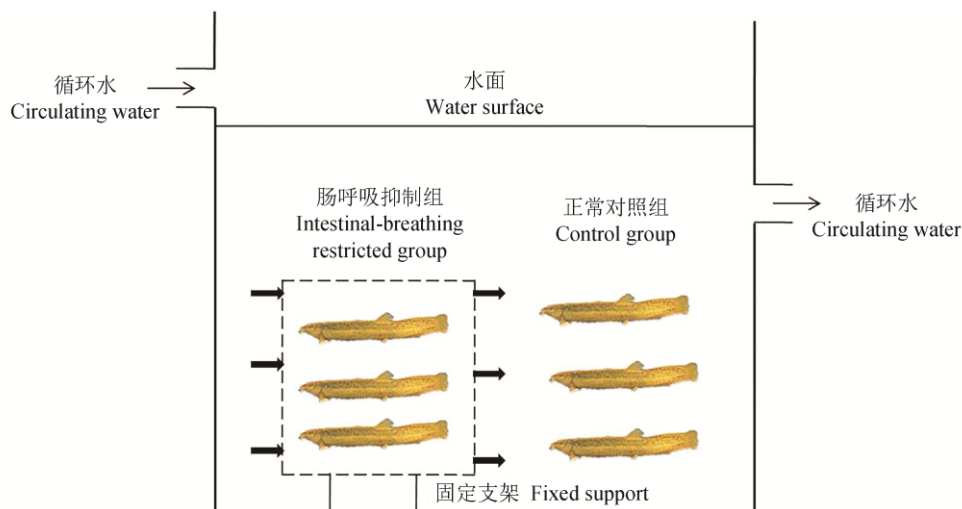 循环水
Circulating water
水面
Water surface
肠呼吸抑制组
Intestinal-breathing
restricted group
正常对照组
Control group
循环水
Circulating water
固定支架 Fixed support